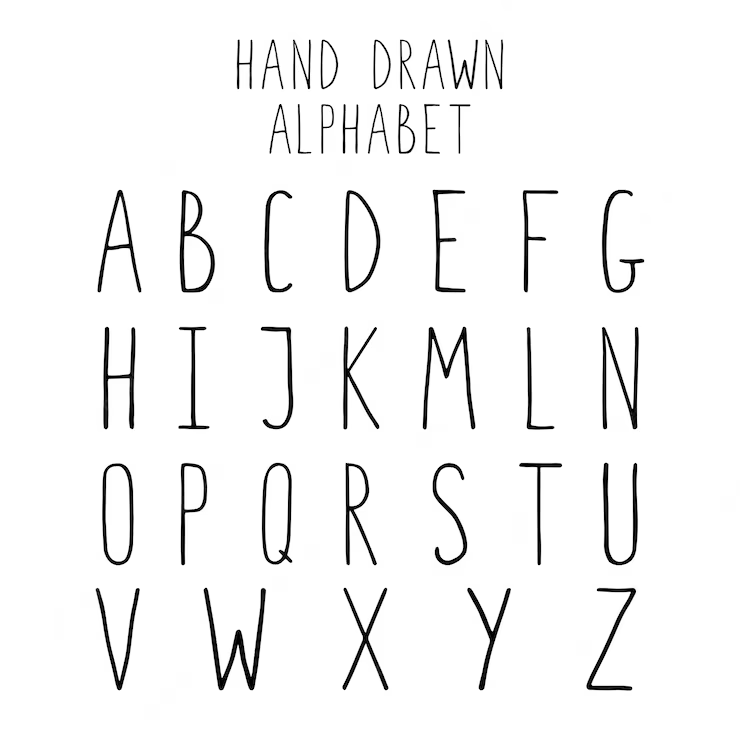 HAND DRAWN
ALPHABET
A B C D E F G
H I J K M L N
O P Q R S T U
V W X Y Z